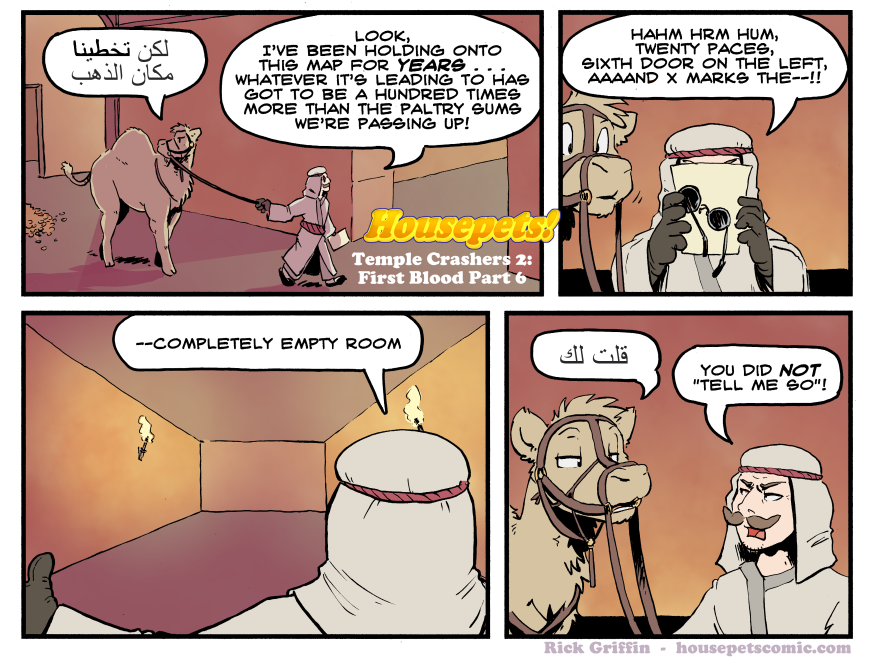 لكن تخطينا
مكان الذهب
LOOK,
I'VE BEEN HOLDING ONTO
THIS MAP FOR YEARS . . .
WHATEVER IT'S LEADING TO HAS
GOT TO BE A HUNDRED TIMES
MORE THAN THE PALTRY SUMS
WE'RE PASSING UP!
Housepets!
Temple Crashers 2:
First Blood Part 6
HAHM HRM HUM,
TWENTY PACES,
SIXTH DOOR ON THE LEFT,
AAAAND X MARKS THE--!!
--COMPLETELY EMPTY ROOM
قلت لك
YOU DID NOT
"TELL ME SO"!
Rick Griffin - housepetscomic.com